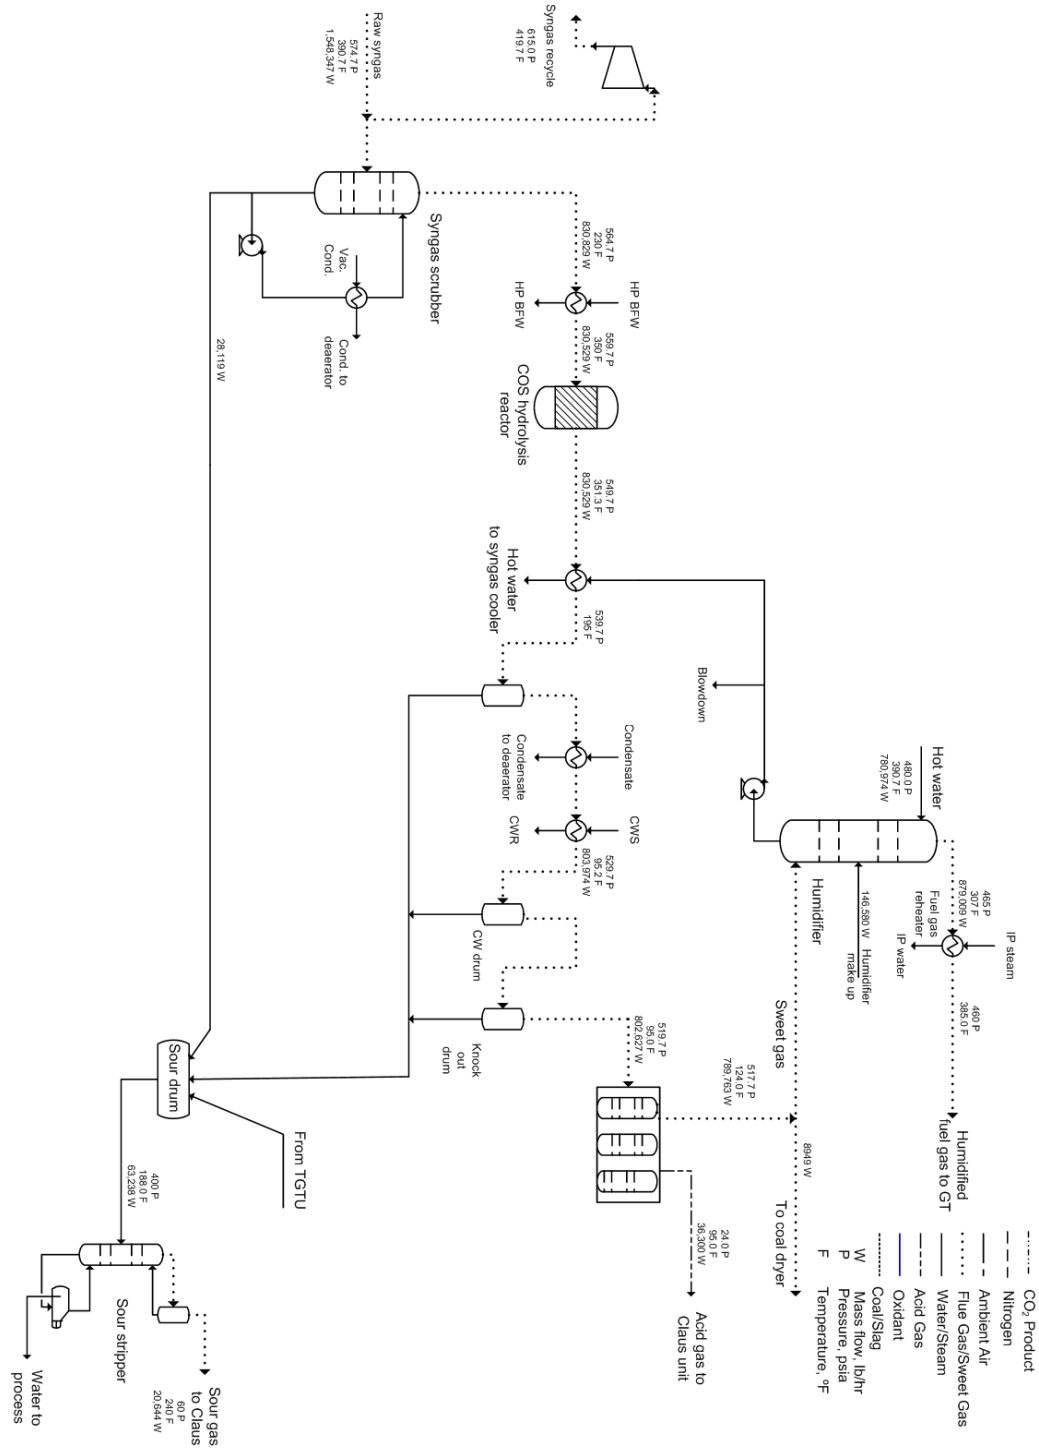 Syngas recycle
615.0 P
419.7 F
Raw syngas
574.7 P
390.7 F
1,548,347 W
Syngas scrubber
Vac.
Cond.
Cond. to
deaerator
28,119 W
564.7 P
230 F
830,829 W
HP BFW
HP BFW
559.7 P
350 F
830,529 W
COS hydrolysis
reactor
549.7 P
351.3 F
830,529 W
Hot water
to syngas cooler
539.7 P
195 F
Blowdown
Condensate
Condensate
to deaerator
CWS
CWR
529.7 P
95.2 F
803,974 W
CW drum
Knock
out
drum
519.7 P
95.0 F
802,627 W
Hot water
480.0 P
390.7 F
780,974 W
Humidifier
146,580 W
Humidifier
make up
465 P
307 F
879,009 W
Fuel gas
reheater
IP steam
IP water
460 P
385.0 F
Humidified
fuel gas to GT
Sweet gas
517.7 P
124.0 F
789,763 W
8949 W
To coal dryer
24.0 P
95.0 F
36,300 W
Acid gas to
Claus unit
Sour drum
From TGTU
400 P
188.0 F
63,238 W
Sour stripper
Sour gas
to Claus
60 P
240 F
20,644 W
Water to
process
CO₂ Product
Nitrogen
Ambient Air
Flue Gas/Sweet Gas
Water/Steam
Acid Gas
Oxidant
Coal/Slag
W Mass flow, lb/hr
P Pressure, psia
F Temperature, ºF